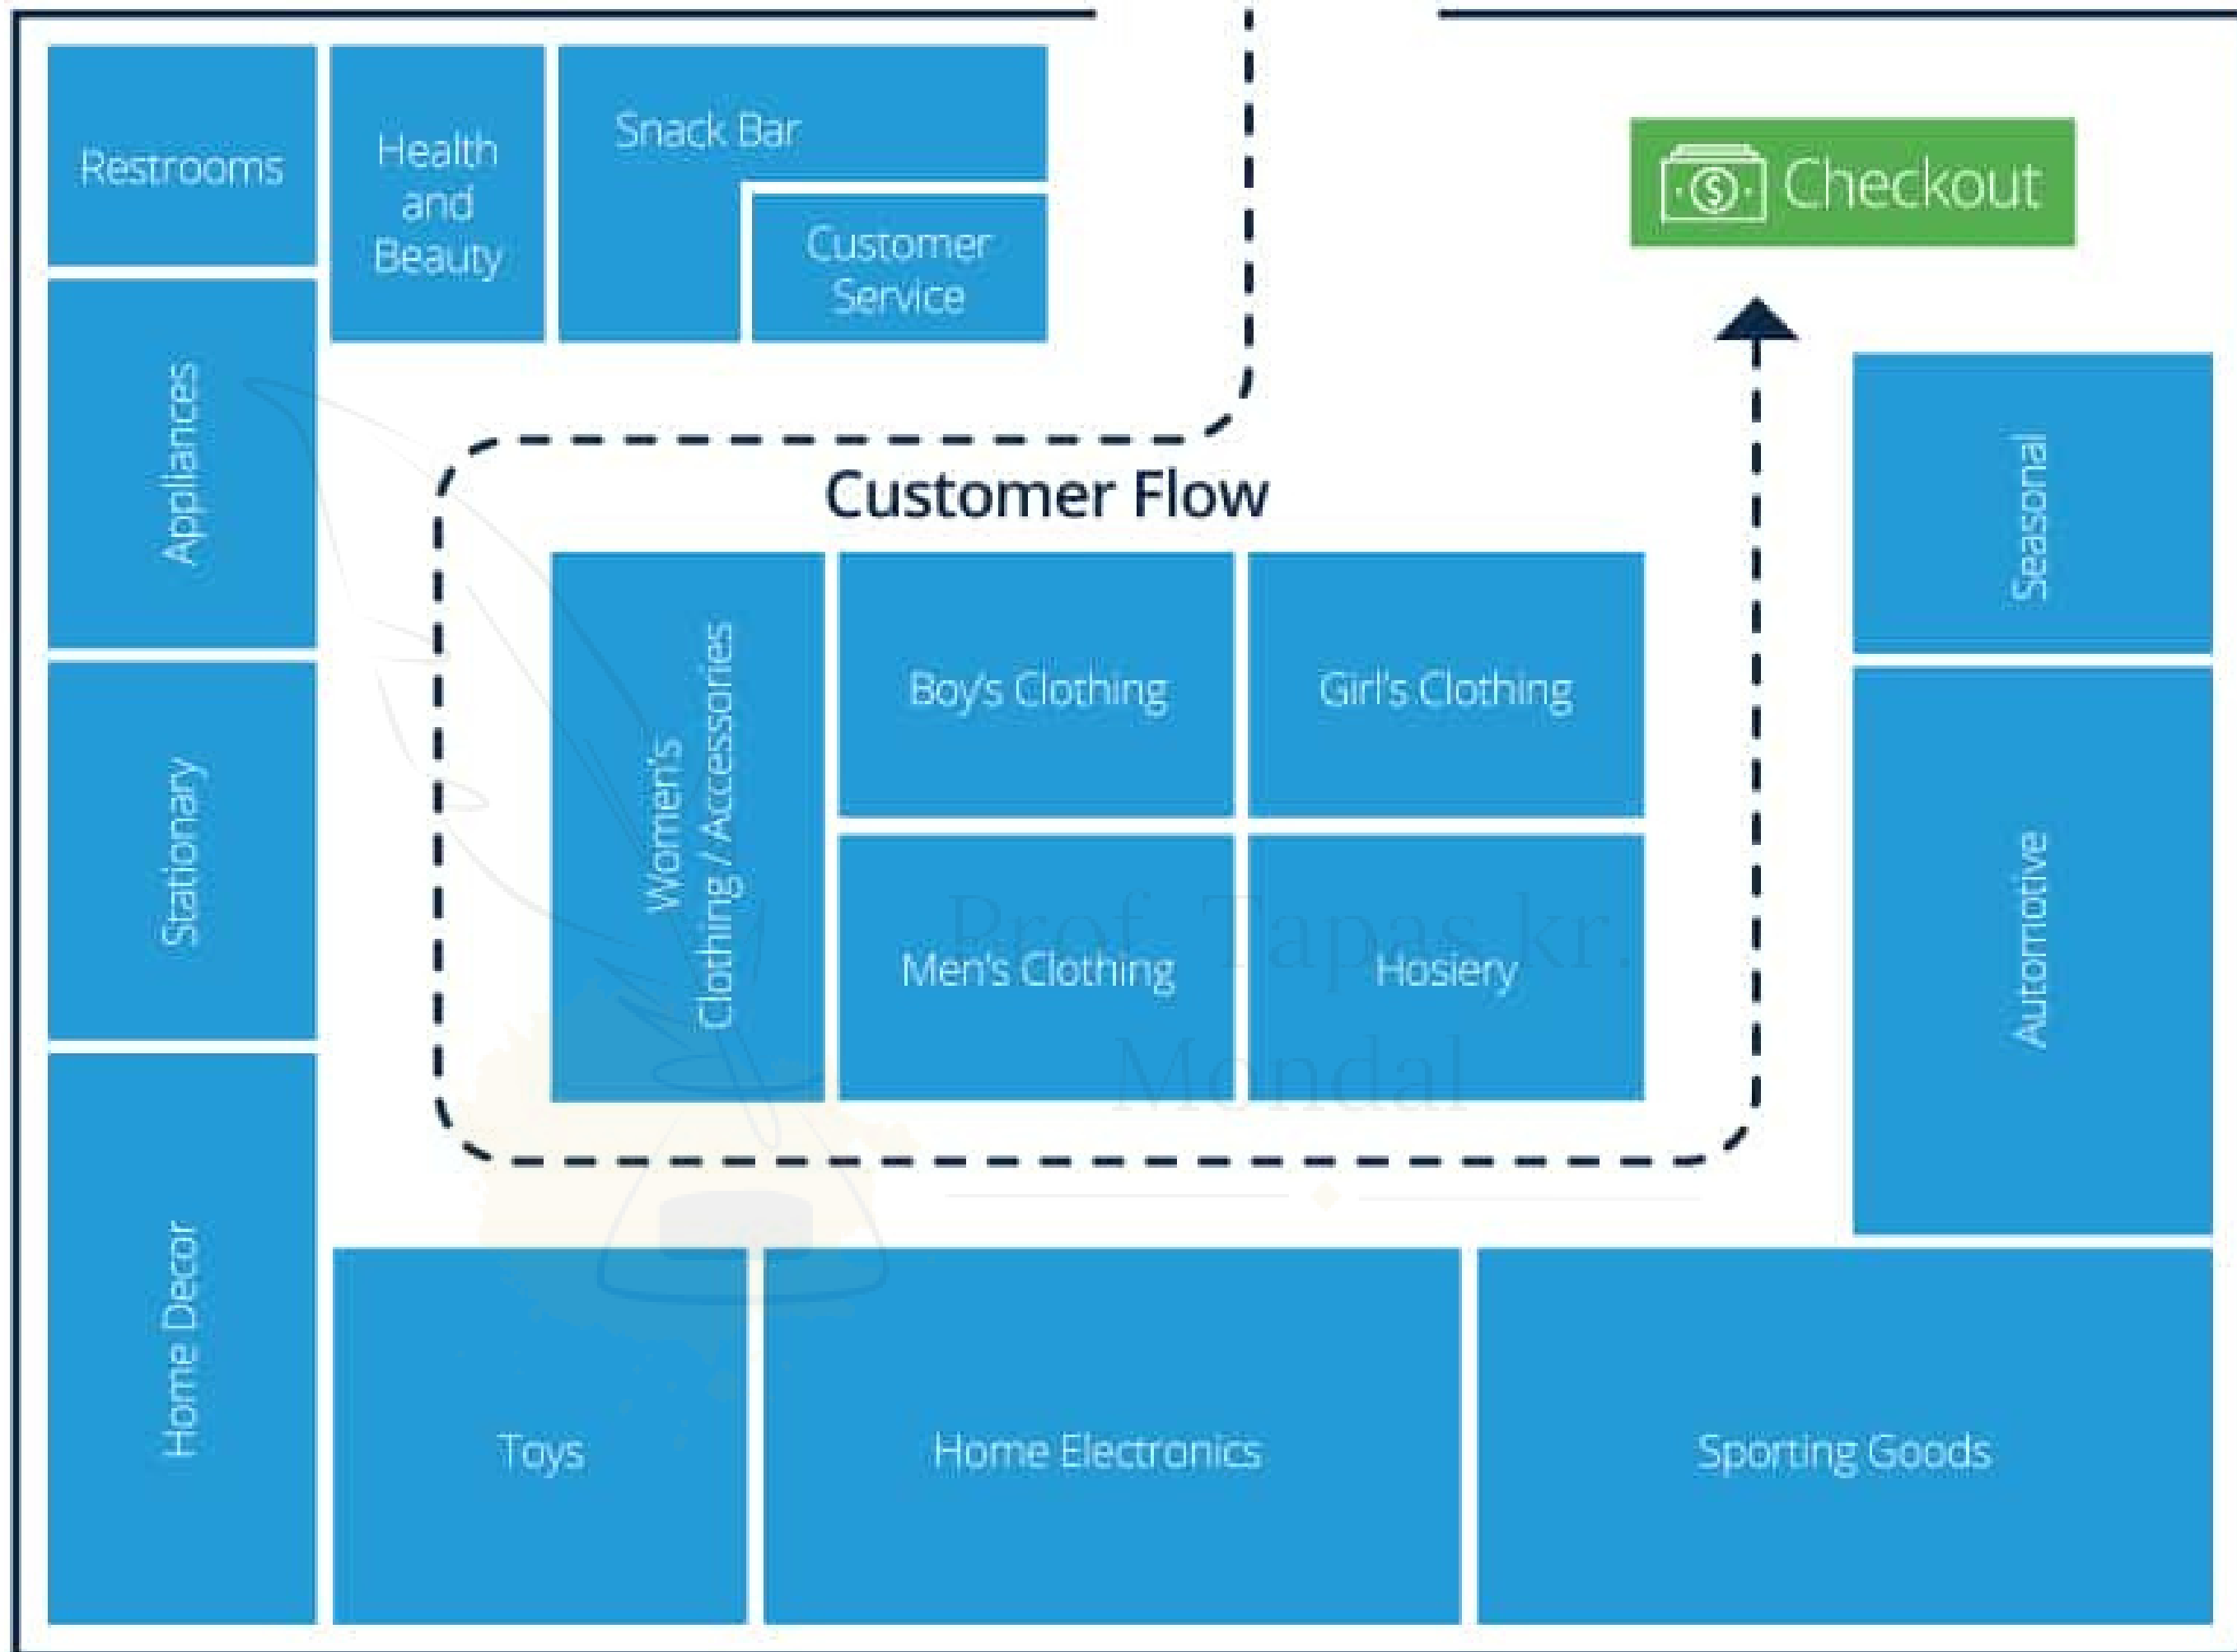 Restrooms
Health
and
Beauty
Snack Bar
Customer
Service
$ Checkout
Appliances
Customer Flow
Seasonal
Women's
Clothing / Accessories
Boy's Clothing
Girl's Clothing
Stationary
Automotive
Men's Clothing
Hosiery
Prof. Tapas kr.
Mondal
Home Decor
Toys
Home Electronics
Sporting Goods